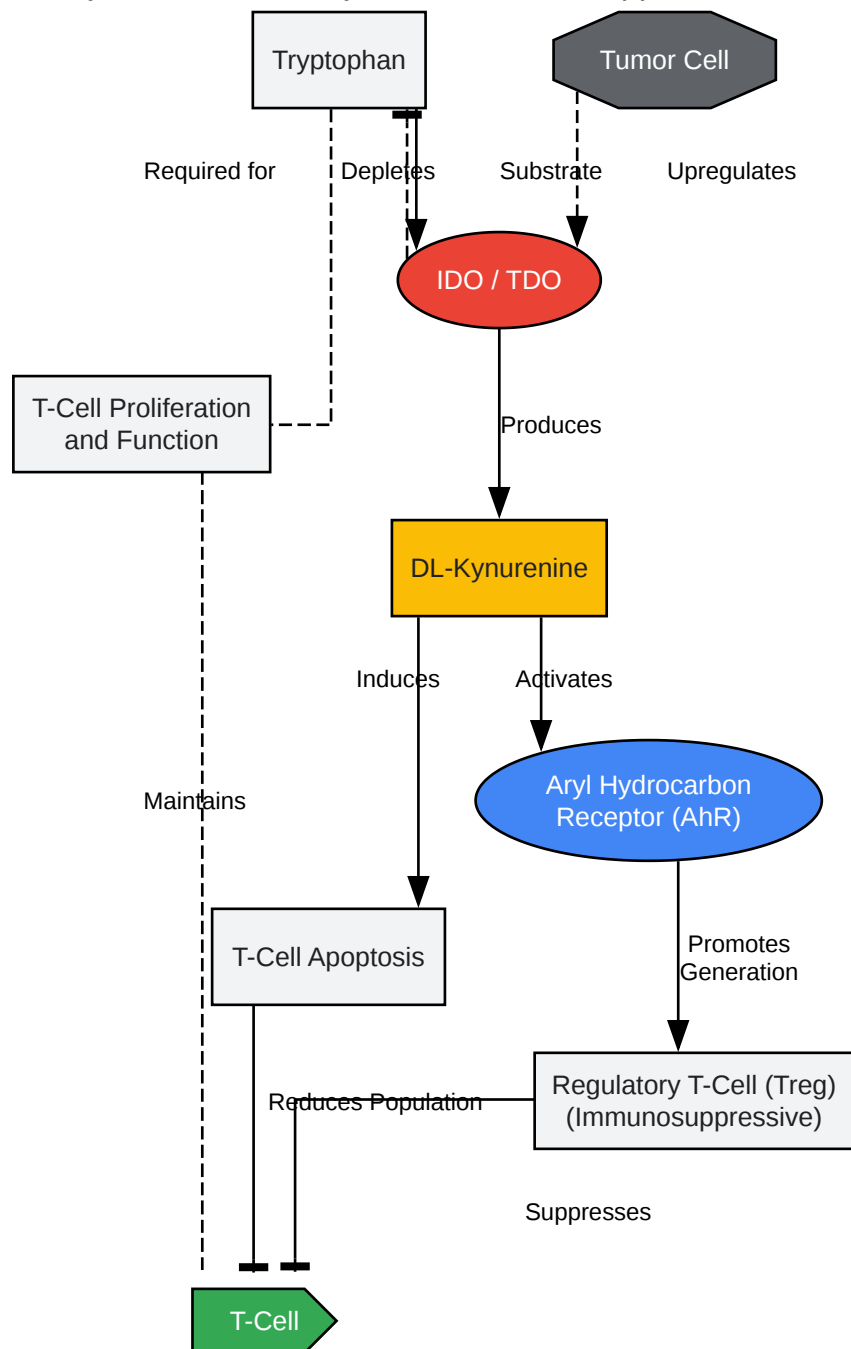 Tryptophan
Tumor Cell
Required for
Depletes
Substrate
Upregulates
IDO / TDO
T-Cell Proliferation
and Function
Produces
DL-Kynurenine
Induces
Activates
Aryl Hydrocarbon
Receptor (AhR)
Maintains
T-Cell Apoptosis
Promotes
Generation
Regulatory T-Cell (Treg)
(Immunosuppressive)
Reduces Population
Suppresses
T-Cell